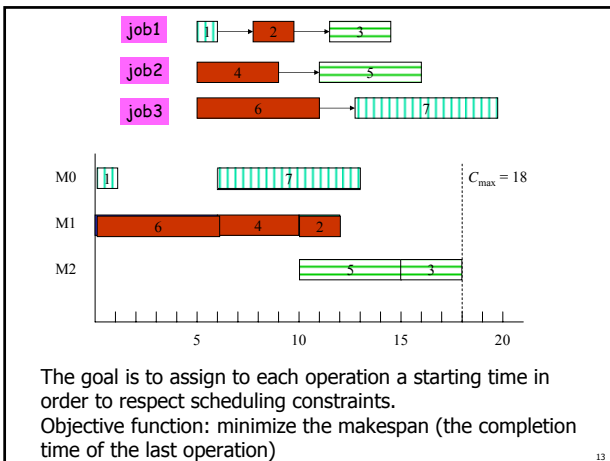 job1 1 2 3
job2 4 5
job3 6 7
M0 1 7 Cmax = 18
M1 6 4 2
M2 5 3
5 10 15 20
The goal is to assign to each operation a starting time in
order to respect scheduling constraints.
Objective function: minimize the makespan (the completion
time of the last operation)
13